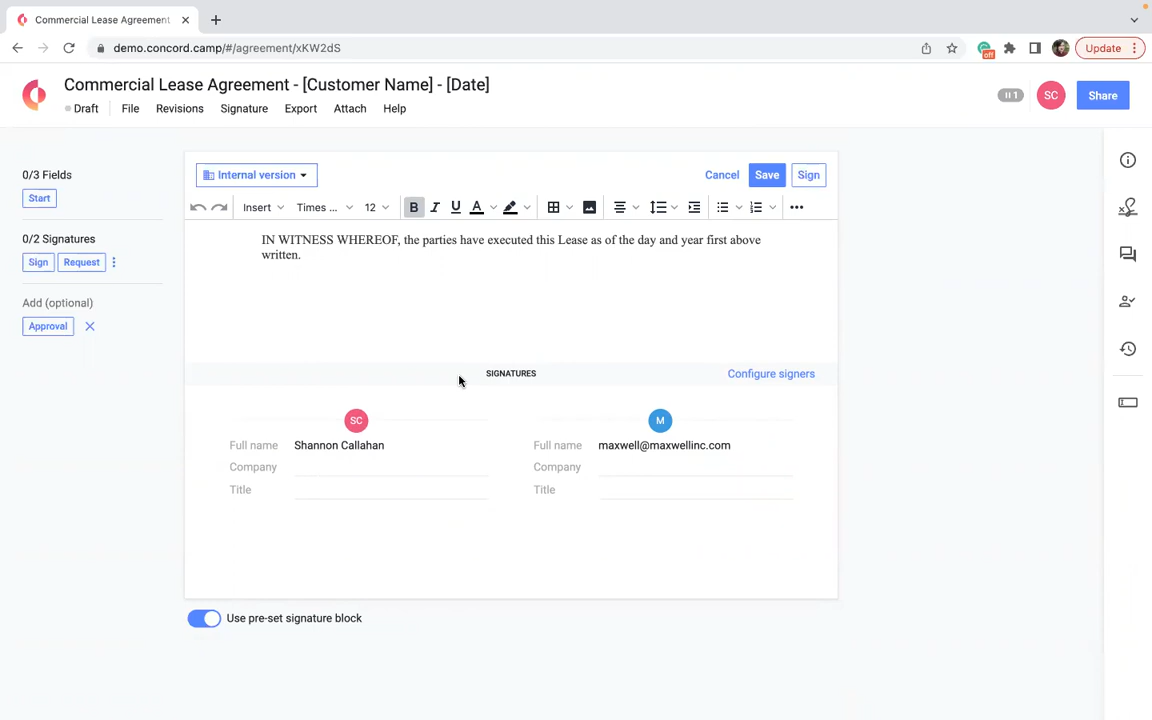 Commercial Lease Agreement
demo.concord.camp/#/agreement/xKW2dS
off
Update
Commercial Lease Agreement - [Customer Name] - [Date]
Draft File Revisions Signature Export Attach Help
1
SC
Share
0/3 Fields
Start
0/2 Signatures
Sign Request
Add (optional)
Approval
Internal version
Cancel Save Sign
Insert Times ... 12 B I U A
IN WITNESS WHEREOF, the parties have executed this Lease as of the day and year first above
written.
SIGNATURES Configure signers
SC M
Full name Shannon Callahan Full name maxwell@maxwellinc.com
Company Company
Title Title
Use pre-set signature block